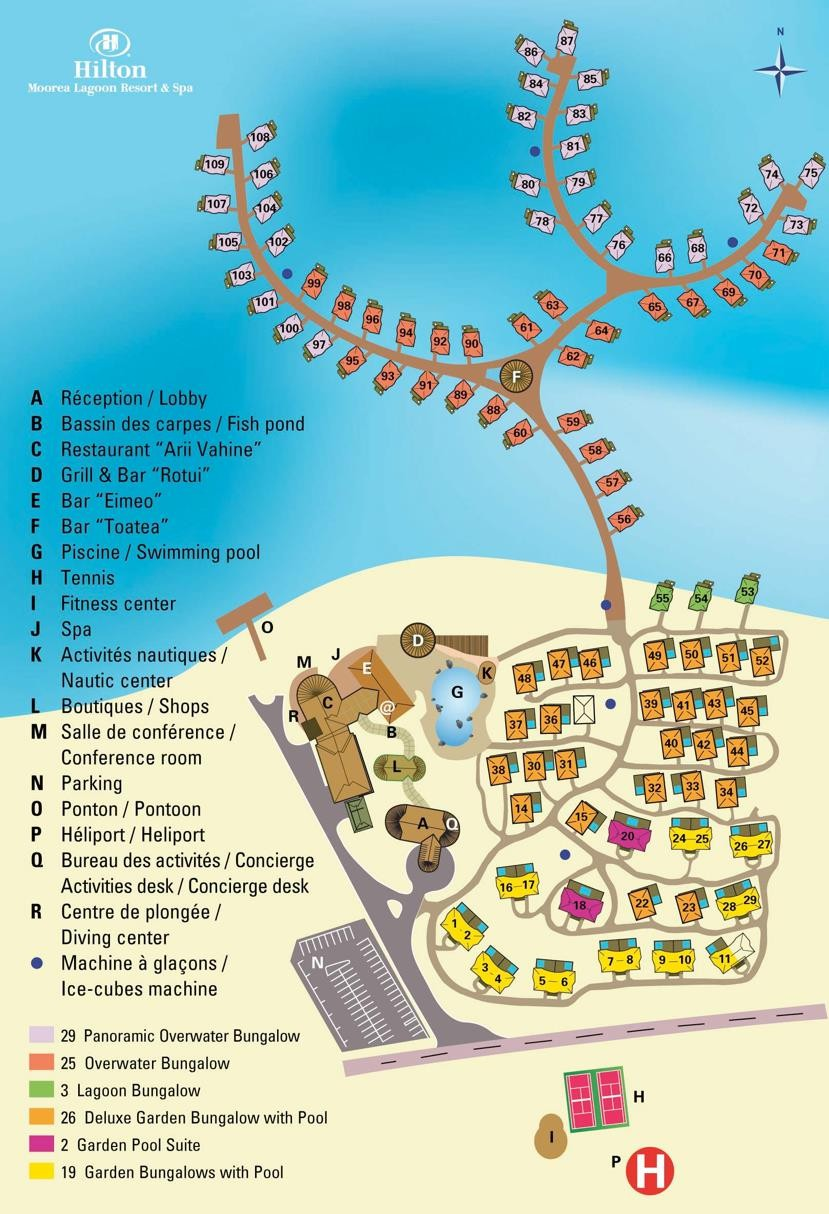 H
Hilton
Moorea Lagoon Resort & Spa
N
87
86
84
85
82
83
81
80
79
78
77
76
74
75
72
73
66
68
71
70
69
67
65
108
109
106
107
104
105
102
103
99
101
98
96
100
94
97
92
90
95
93
91
89
88
63
61
64
62
F
60
59
58
57
56
A Réception / Lobby
B Bassin des carpes / Fish pond
C Restaurant “Arii Vahine”
D Grill & Bar “Rotui”
E Bar “Eimeo”
F Bar “Toatea”
G Piscine / Swimming pool
H Tennis
I Fitness center
J Spa
K Activités nautiques /
Nautic center
L Boutiques / Shops
M Salle de conférence /
Conference room
N Parking
O Ponton / Pontoon
P Héliport / Heliport
Q Bureau des activités / Concierge
Activities desk / Concierge desk
R Centre de plongée /
Diving center
Machine à glaçons /
Ice-cubes machine
29 Panoramic Overwater Bungalow
25 Overwater Bungalow
3 Lagoon Bungalow
26 Deluxe Garden Bungalow with Pool
2 Garden Pool Suite
19 Garden Bungalows with Pool
55
54
53
O
D
M
J
E
K
C
G
R
@
B
L
A
Q
N
49
50
51
52
48
47
46
39
41
43
45
37
36
40
42
44
38
30
31
32
33
34
14
15
20
24-25
26-27
16-17
18
22
23
28-29
1
2
3
4
5-6
7-8
9-10
11
H
I
P
H